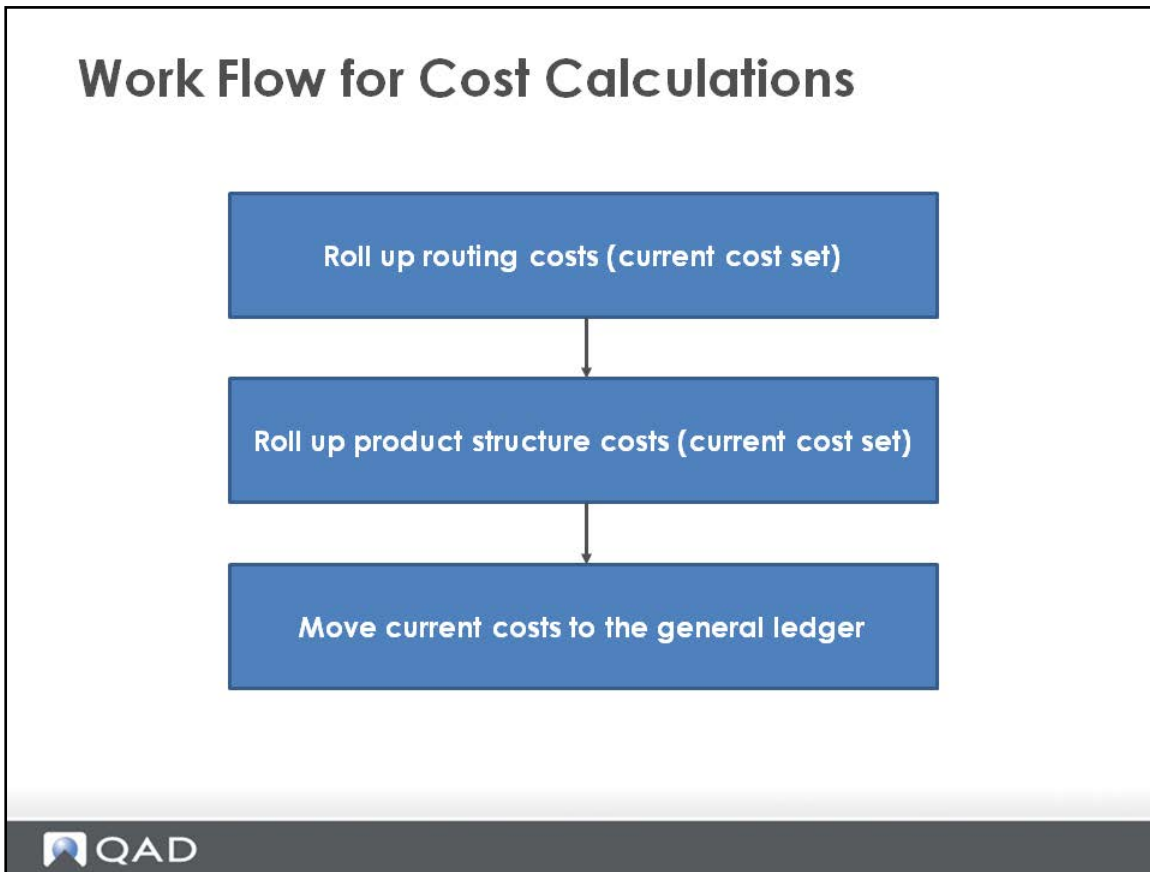 Work Flow for Cost Calculations
Roll up routing costs (current cost set)
Roll up product structure costs (current cost set)
Move current costs to the general ledger
QAD